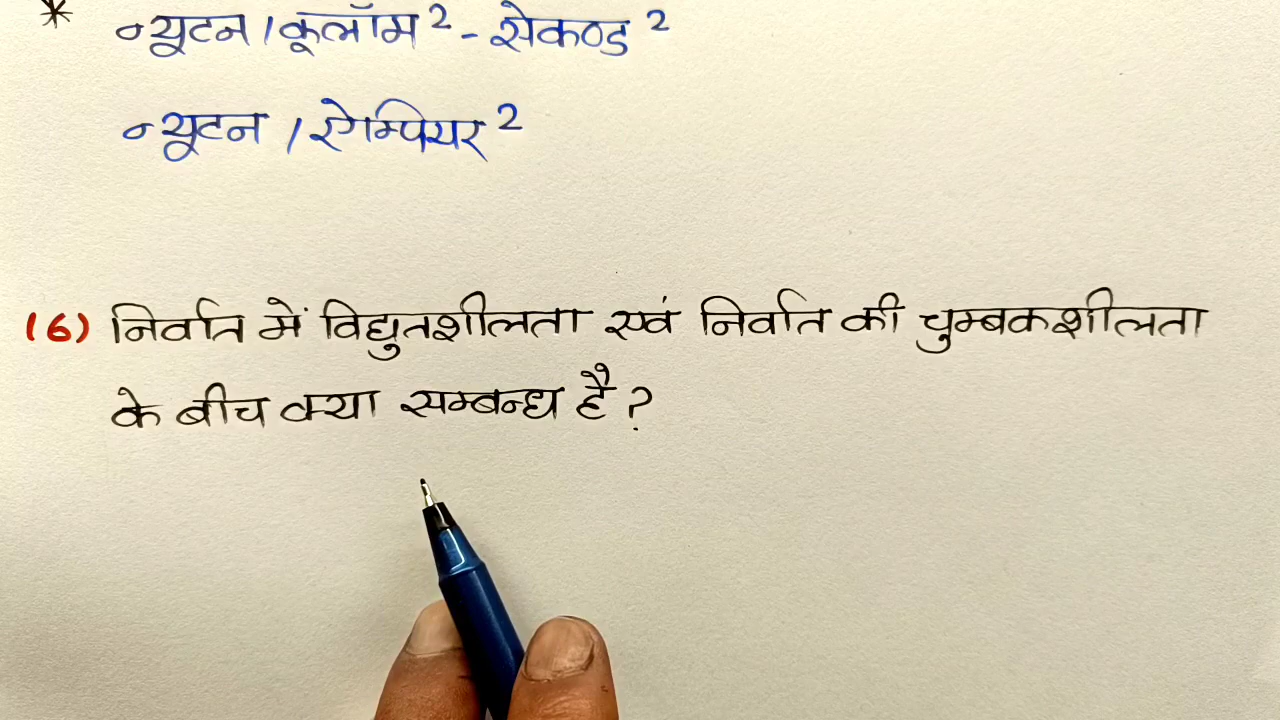 * न्यूटन / कूलॉम² - सेकण्ड²
न्यूटन / ऐम्पियर²
(6) निर्वात में विद्युतशीलता एवं निर्वात की चुम्बकशीलता
के बीच क्या सम्बन्ध है ?